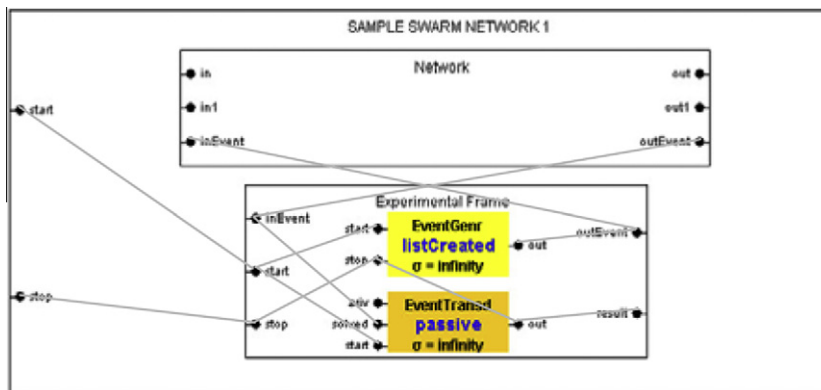 SAMPLE SWARM NETWORK 1
Network
in
out
in1
out1
inEvent
outEvent
start
stop
Experimental Frame
inEvent
start
stop
start
stop
EventGenr
listCreated
σ = infinity
out
outEvent
ariv
solved
start
EventTransd
passive
σ = infinity
out
result